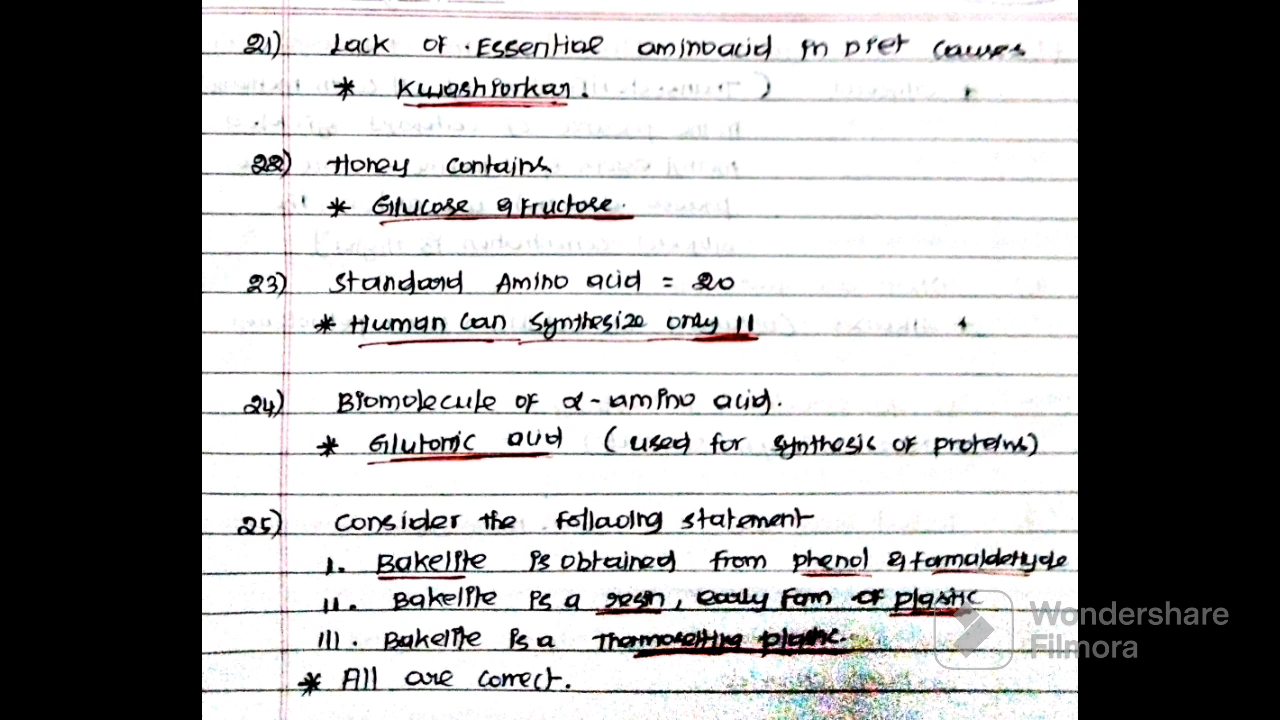 21) Lack of Essential aminoacid in Diet causes
* Kwashiorkar.
22) Honey contains
* Glucose & Fructose.
23) Standard Amino acid = 20
* Human can synthesize only 11
24) Biomolecule of α-amino acid.
* Glutomic acid (used for synthesis of proteins)
25) Consider the following statement
I. Bakelite is obtained from phenol & formaldehyde
II. Bakelite is a resin, early form of plastic
III. Bakelite is a Thermosetting plastic.
* All are correct.
Wondershare
Filmora